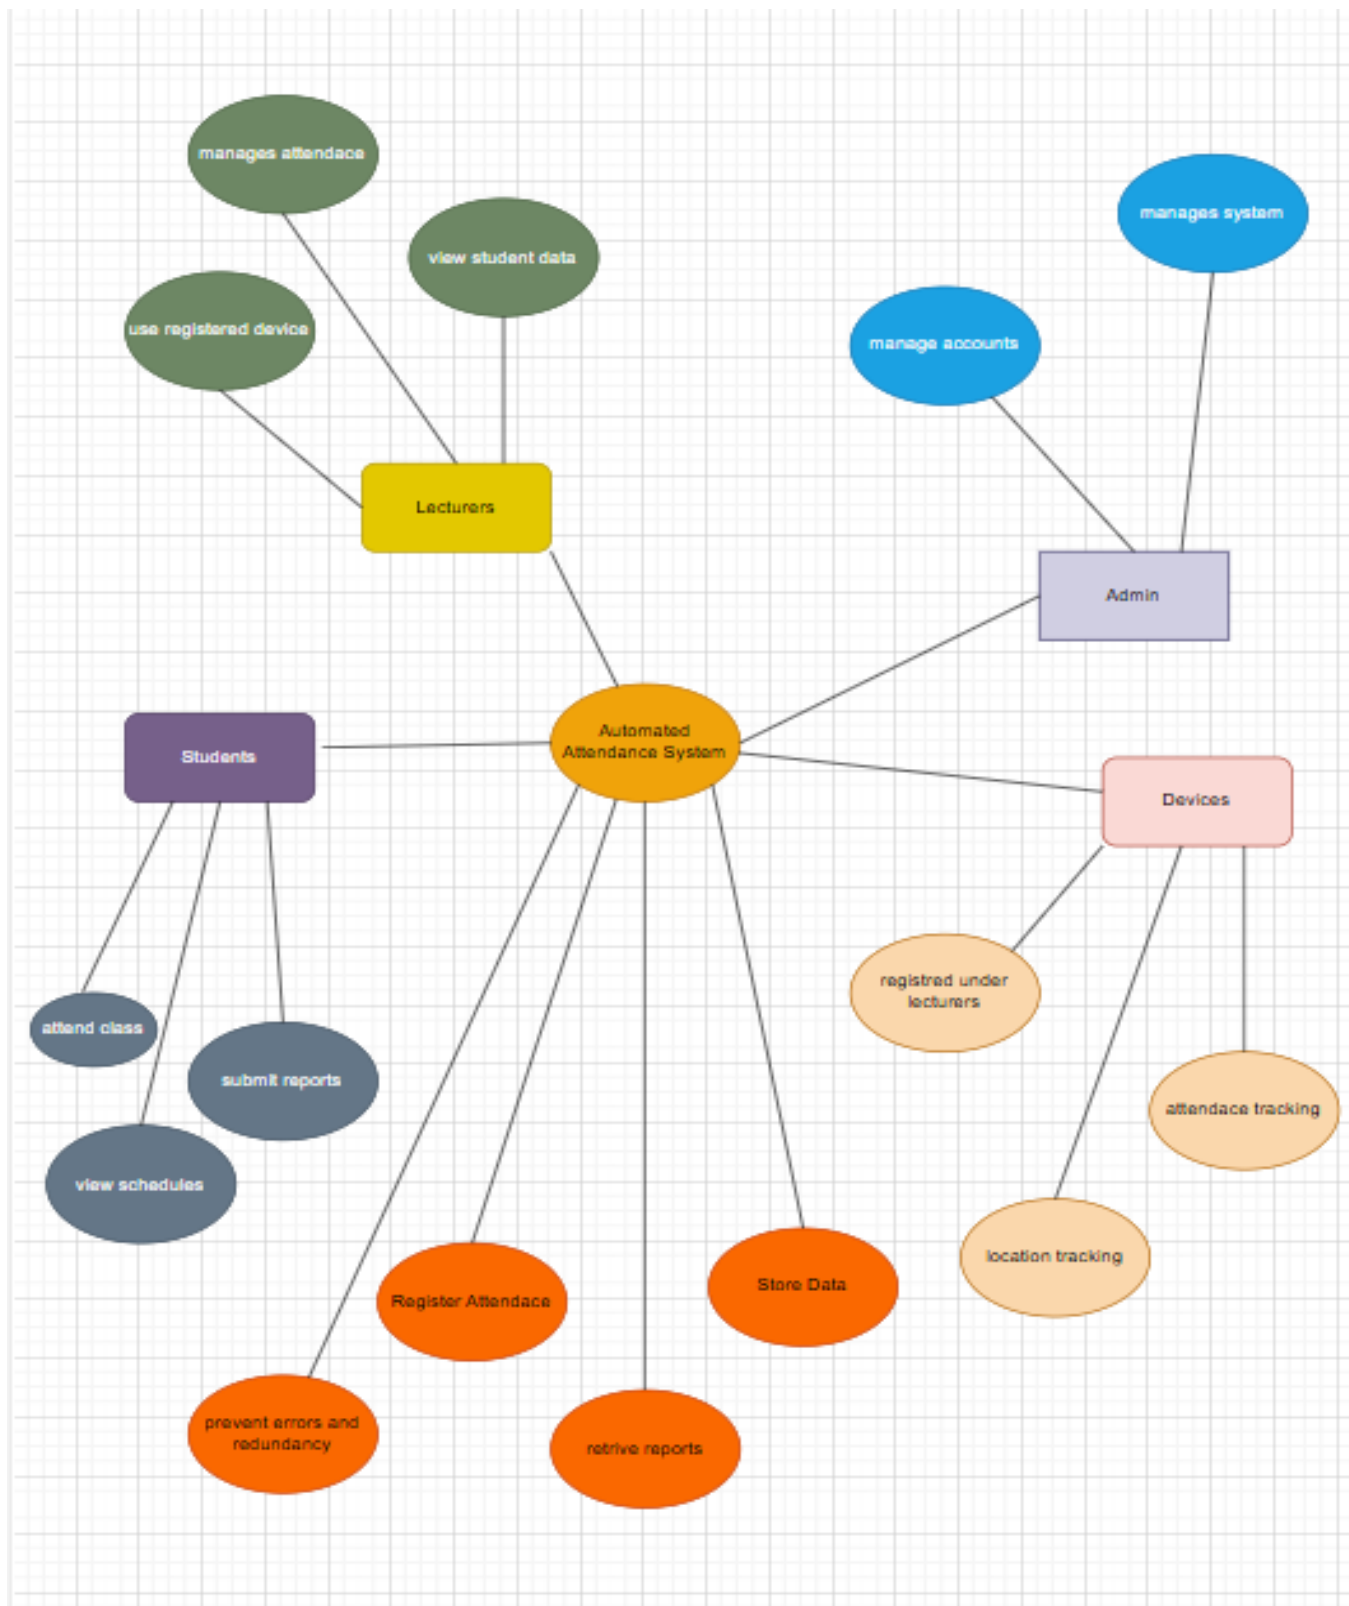 manages attendace
manages system
view student data
use registered device
manage accounts
Lecturers
Admin
Automated
Attendance System
Students
Devices
registred under
lecturers
attend class
submit reports
attendace tracking
view schedules
location tracking
Store Data
Register Attendace
prevent errors and
redundancy
retrive reports